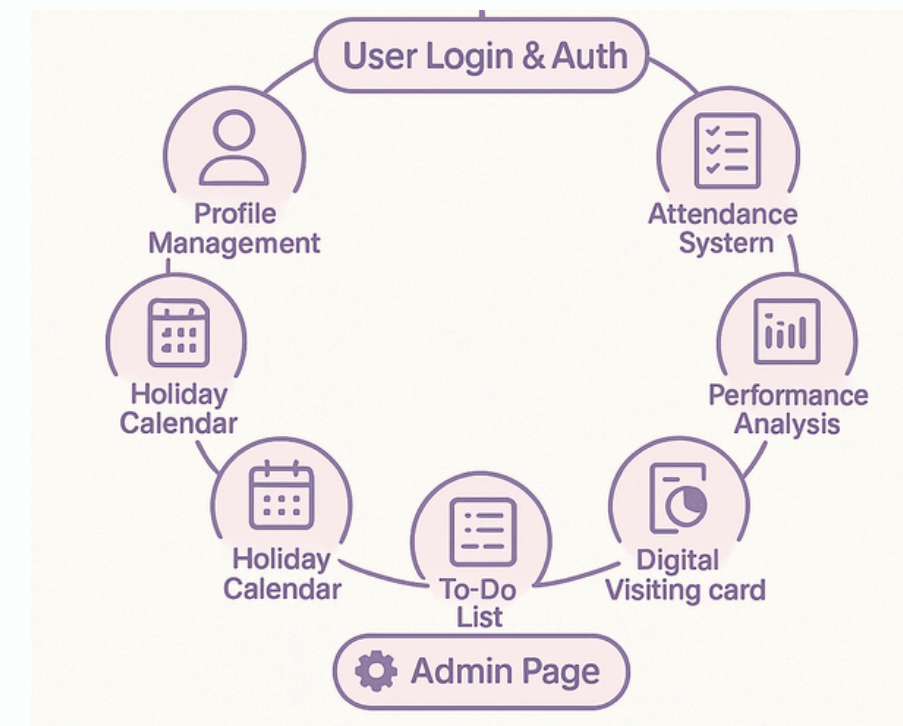 User Login & Auth
Profile
Management
Attendance
Systern
Holiday
Calendar
Performance
Analysis
Holiday
Calendar
To-Do
List
Digital
Visiting card
Admin Page